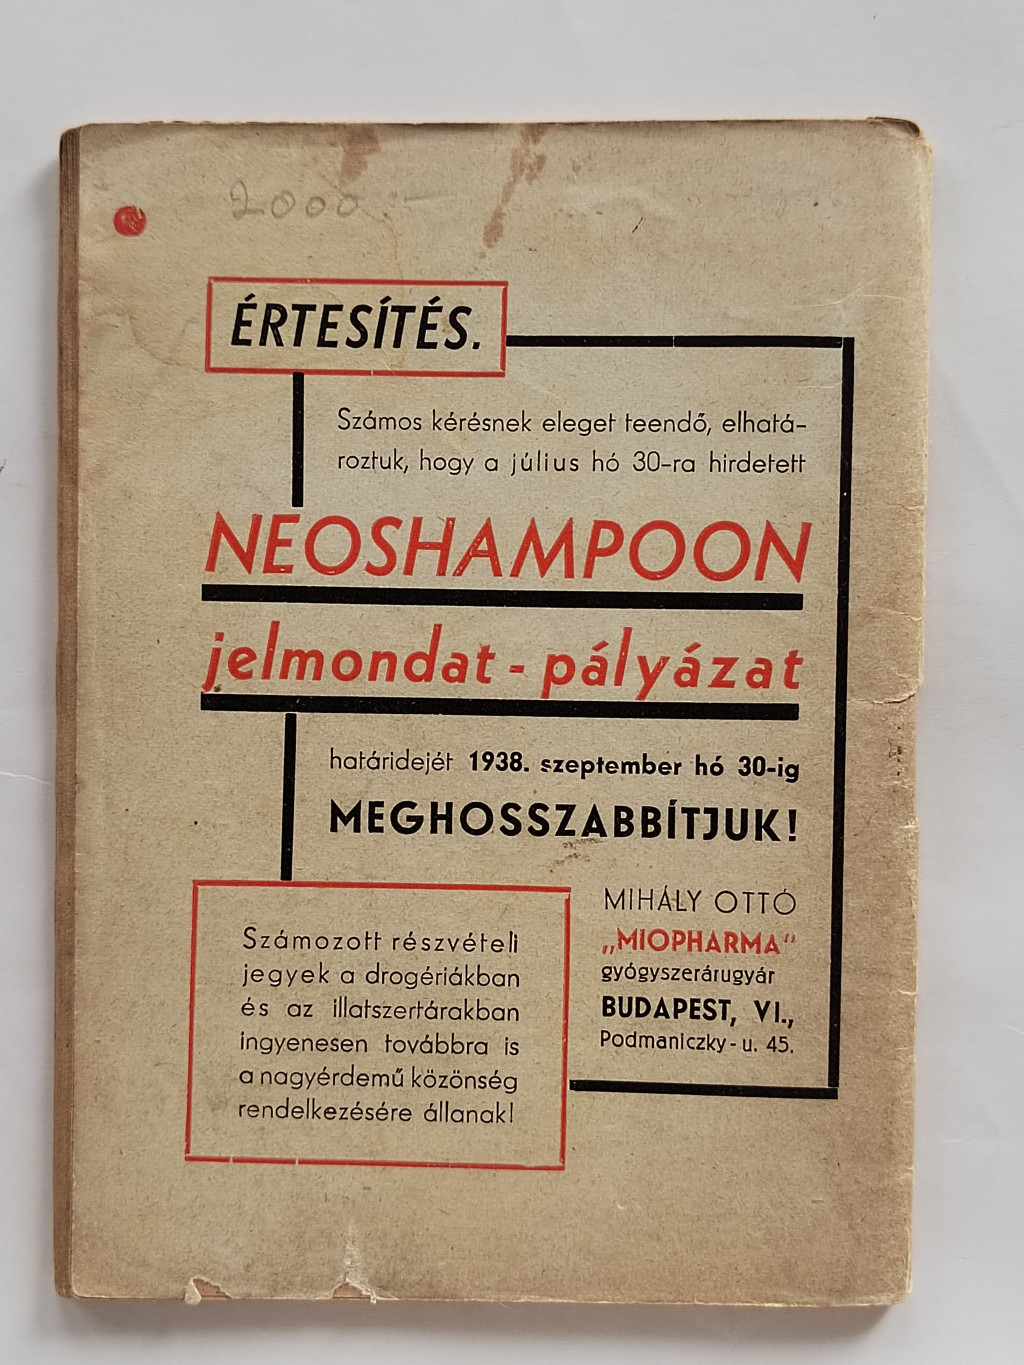 2000.-
ÉRTESÍTÉS.
Számos kérésnek eleget teendő, elhatá-
roztuk, hogy a július hó 30-ra hirdetett
NEOSHAMPOON
jelmondat - pályázat
határidejét 1938. szeptember hó 30-ig
MEGHOSSZABBÍTJUK!
Számozott részvételi
jegyek a drogériákban
és az illatszertárakban
ingyenesen továbbra is
a nagyérdemű közönség
rendelkezésére állanak!
MIHÁLY OTTÓ
„MIOPHARMA"
gyógyszerárugyár
BUDAPEST, VI.,
Podmaniczky-u. 45.